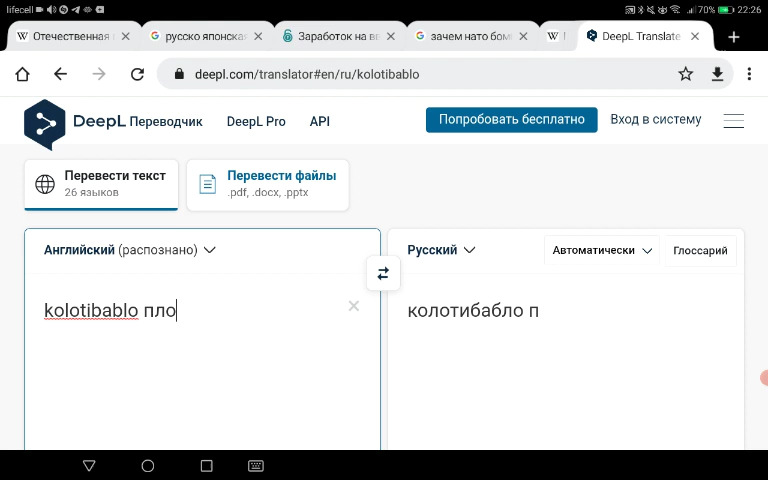 lifecell
70% 22:26
Отечественная
русско японска
Заработок на вв
зачем нато бом
DeepL Translate
deepl.com/translator#en/ru/kolotibablo
DeepL Переводчик DeepL Pro API Попробовать бесплатно Вход в систему
Перевести текст
26 языков
Перевести файлы
.pdf, .docx, .pptx
Английский (распознано)
Русский Автоматически Глоссарий
kolotibablo пло
колотибабло п